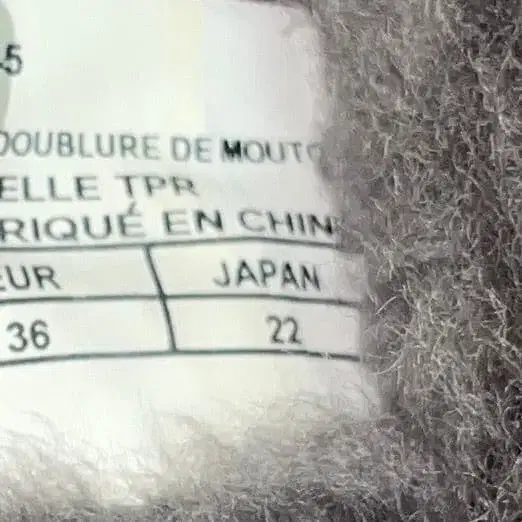 -5
DOUBLURE DE MOUTO
ELLE TPR
RIQUÉ EN CHIN
EUR JAPAN
36 22